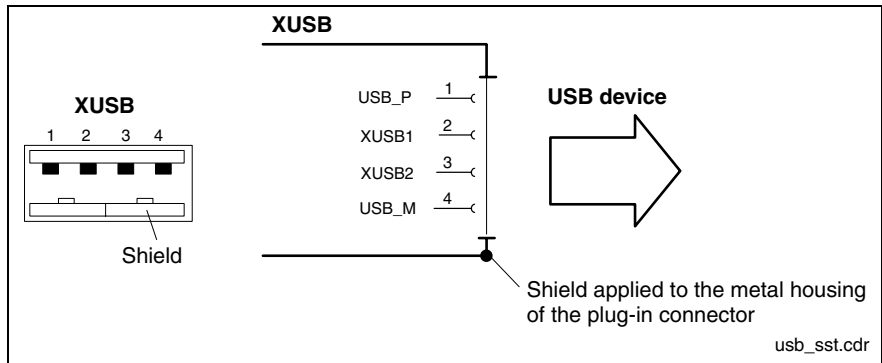 XUSB
XUSB
1 2 3 4
Shield
USB_P 1
XUSB1 2
XUSB2 3
USB_M 4
USB device
Shield applied to the metal housing
of the plug-in connector
usb_sst.cdr